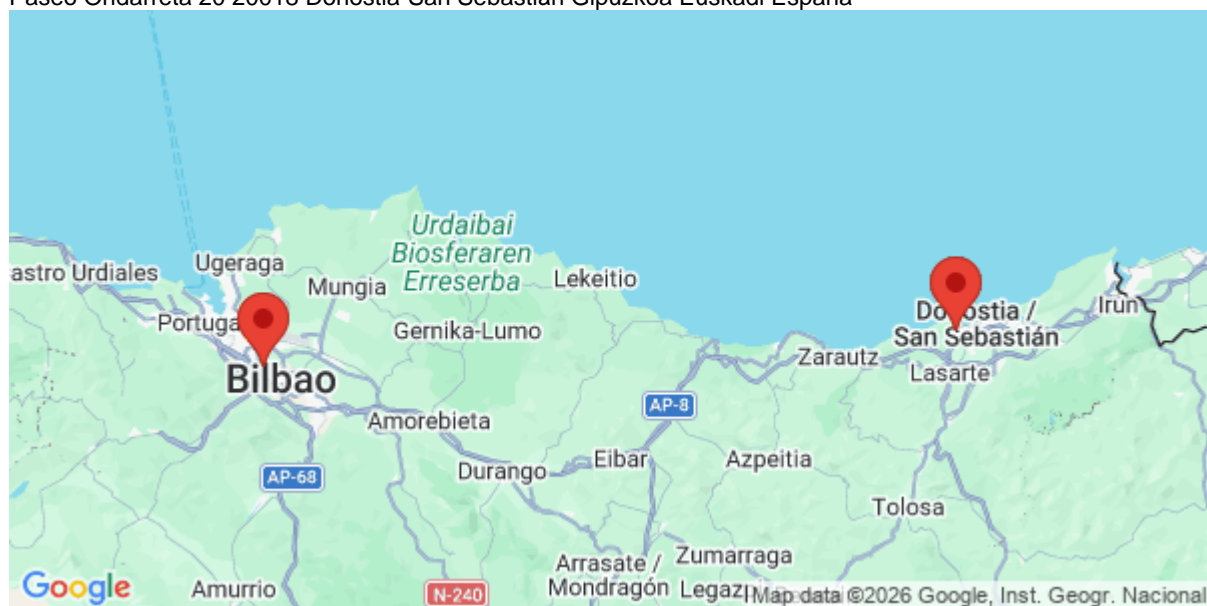 Paseo Ondarreta 20 20018 Donostia-San Sebastián Gipuzkoa Euskadi España
Urdaibai
Biosferaren
Erreserba
astro Urdiales
Ugeraga
Mungia
Lekeitio
Portuga
Gernika-Lumo
Donostia /
San Sebastián
Irun
Zarautz
Lasarte
Bilbao
AP-8
Amorebieta
Durango
Eibar
Azpeitia
AP-68
Tolosa
Arrasate /
Mondragón
Zumarraga
Legazpi
Amurrio
N-240
Google
Map data ©2026 Google, Inst. Geogr. Nacional